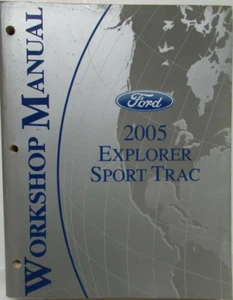 WORKSHOP MANUAL
Ford
2005
EXPLORER
SPORT TRAC